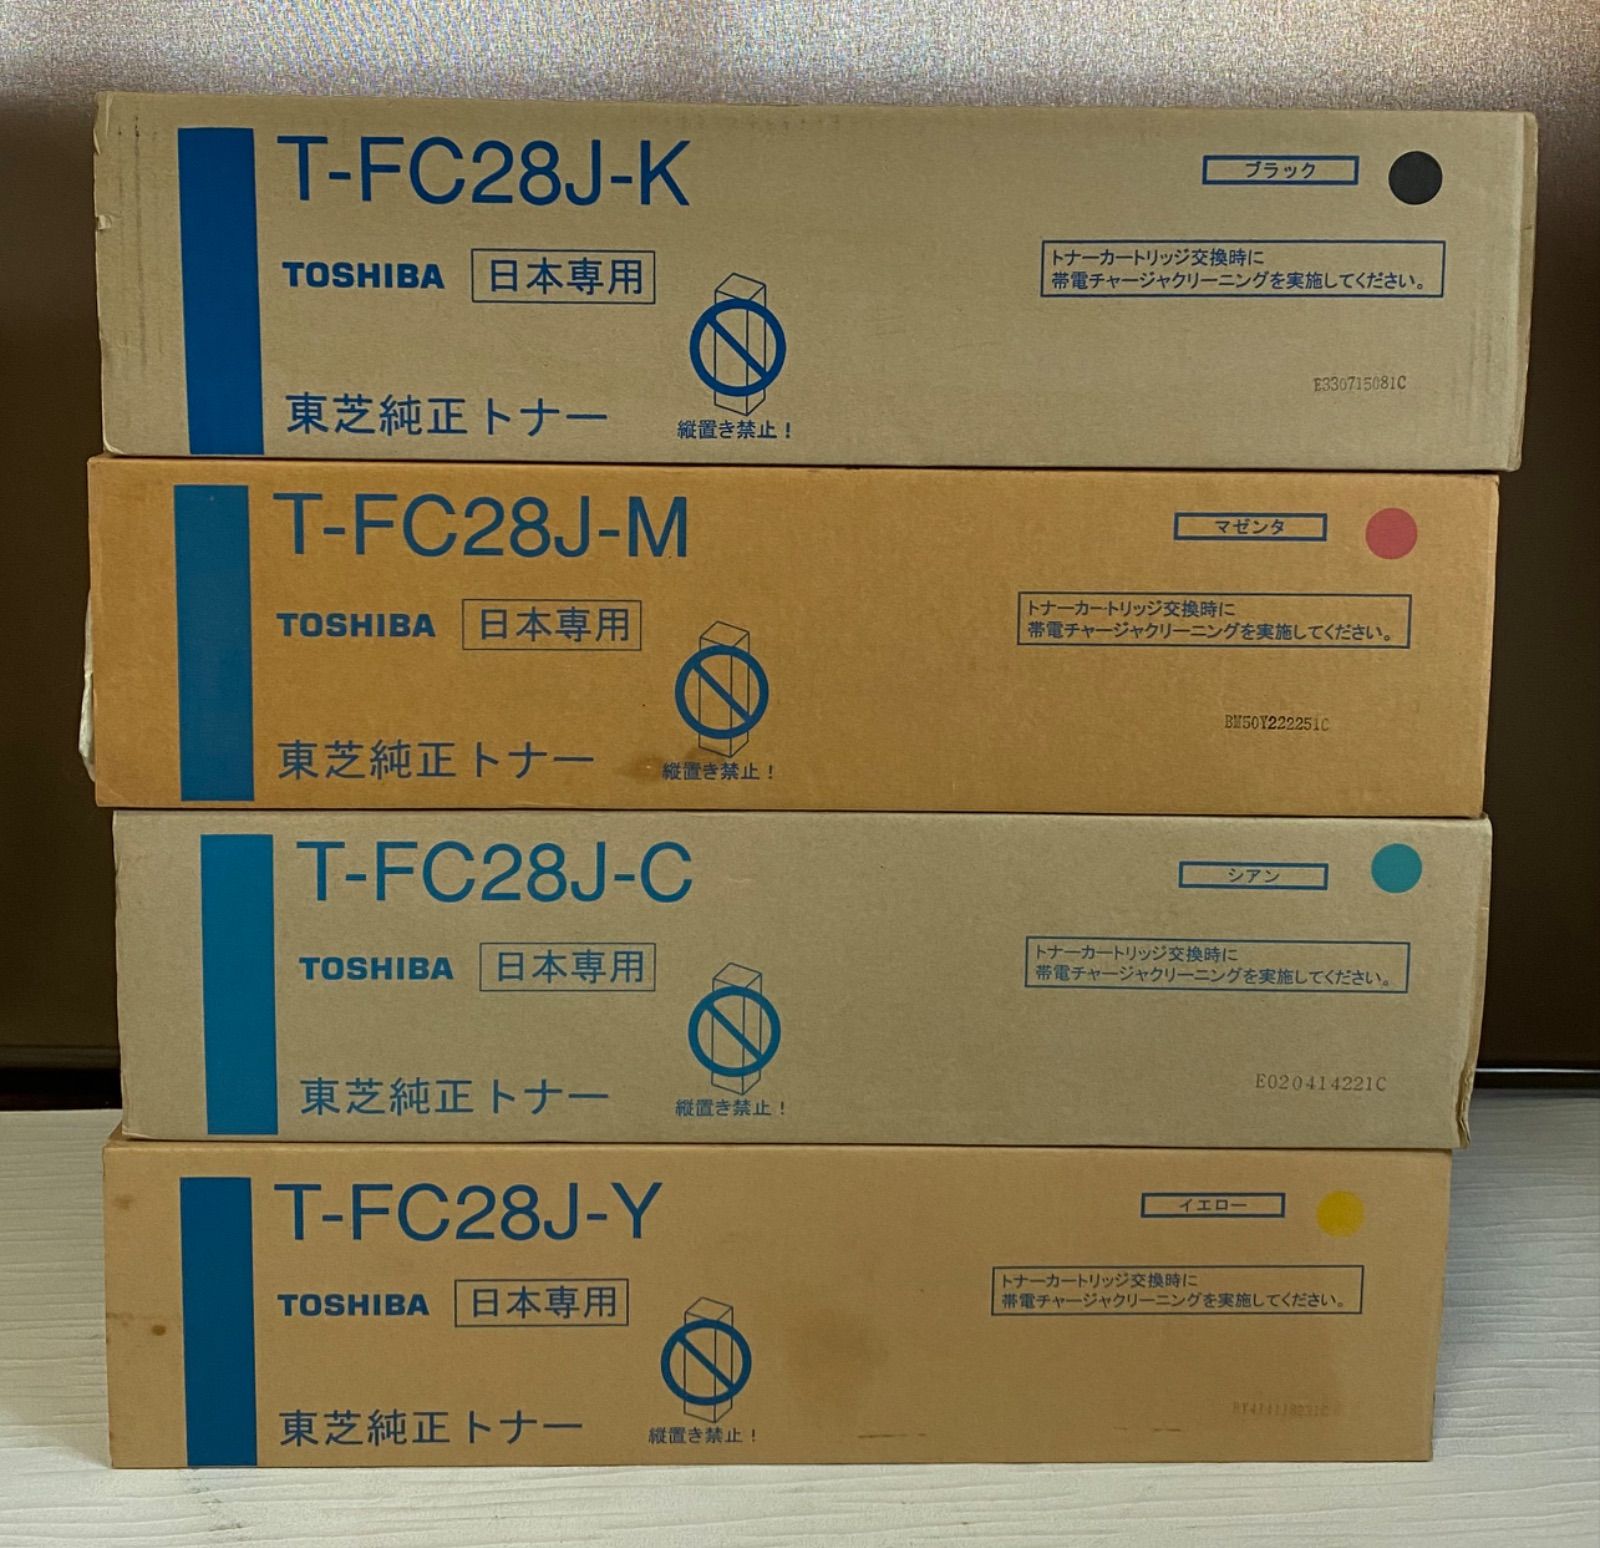 T-FC28J-K
ブラック
TOSHIBA 日本専用
トナーカートリッジ交換時に
帯電チャージャクリーニングを実施してください。
E330715081C
東芝純正トナー
縦置き禁止!
T-FC28J-M
マゼンタ
TOSHIBA 日本専用
トナーカートリッジ交換時に
帯電チャージャクリーニングを実施してください。
BM50Y222251C
東芝純正トナー
縦置き禁止!
T-FC28J-C
シアン
TOSHIBA 日本専用
トナーカートリッジ交換時に
帯電チャージャクリーニングを実施してください。
E020414221C
東芝純正トナー
縦置き禁止!
T-FC28J-Y
イエロー
TOSHIBA 日本専用
トナーカートリッジ交換時に
帯電チャージャクリーニングを実施してください。
東芝純正トナー
縦置き禁止!